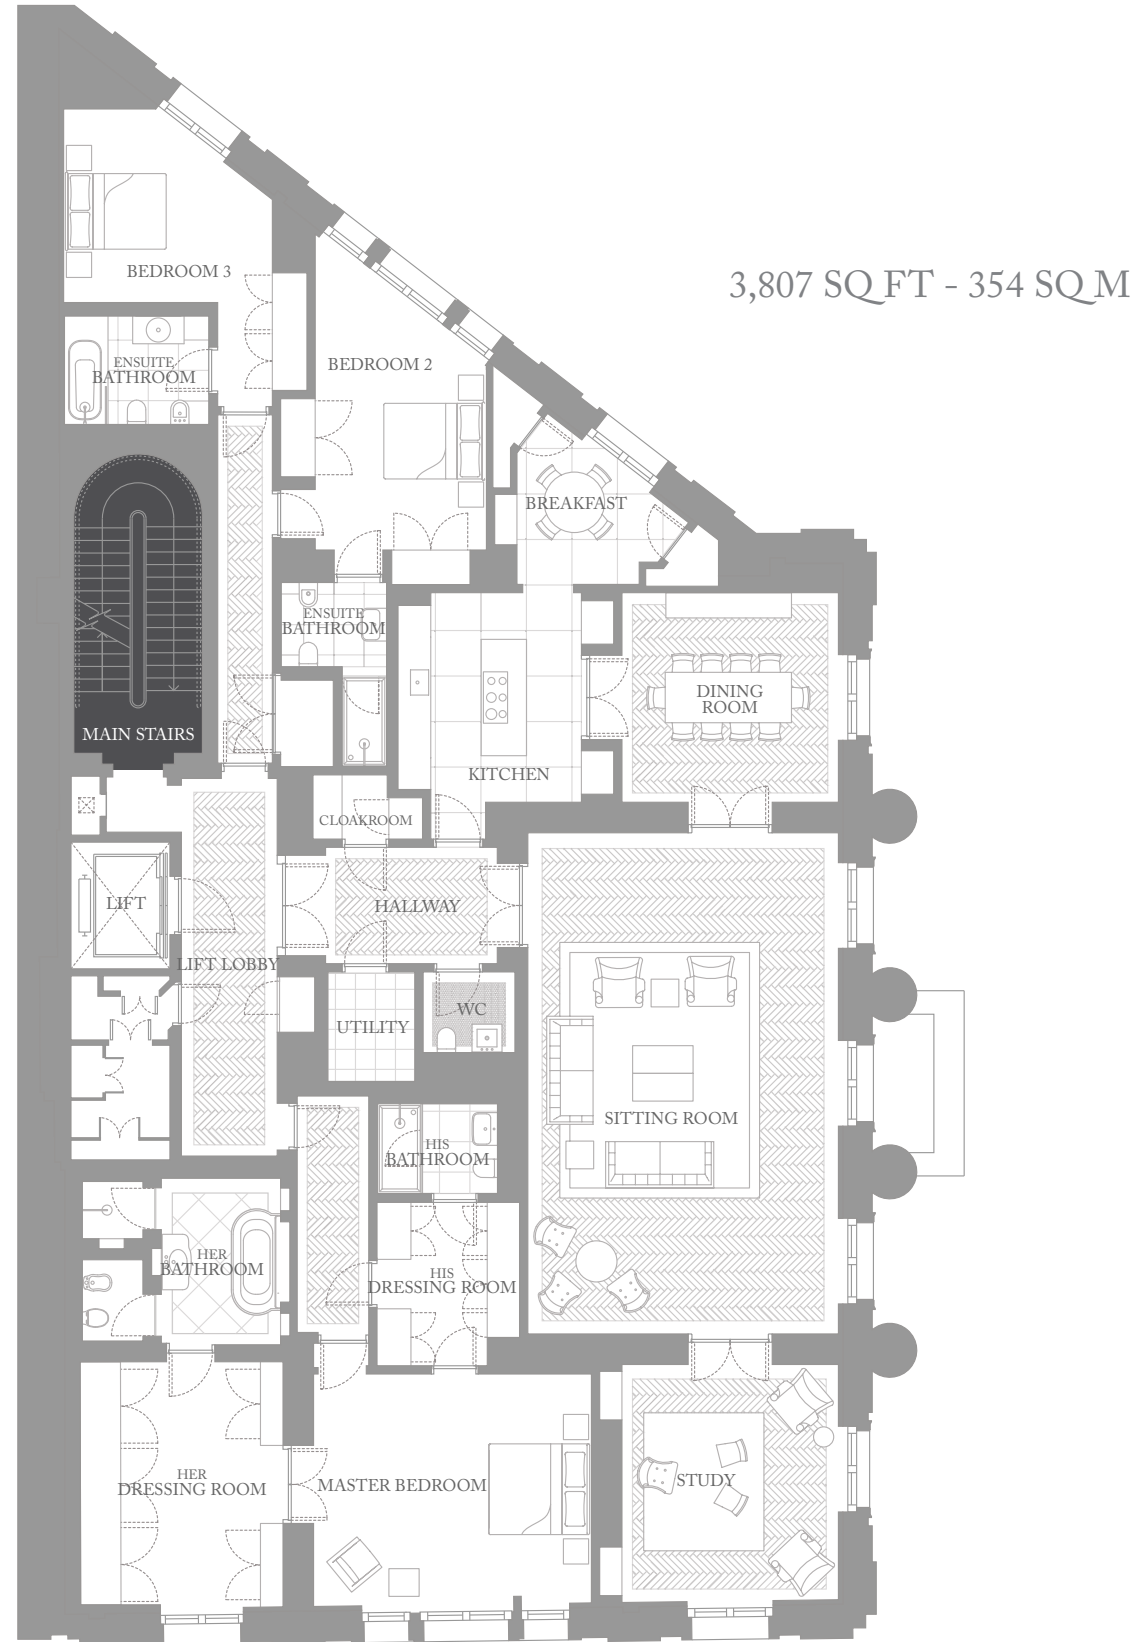 BEDROOM 3
3,807 SQ FT - 354 SQ M
ENSUITE
BATHROOM
BEDROOM 2
BREAKFAST
ENSUITE
BATHROOM
DINING
ROOM
MAIN STAIRS
KITCHEN
CLOAKROOM
LIFT
HALLWAY
LIFT LOBBY
WC
UTILITY
SITTING ROOM
HIS
BATHROOM
HER
BATHROOM
HIS
DRESSING ROOM
HER
DRESSING ROOM
MASTER BEDROOM
STUDY